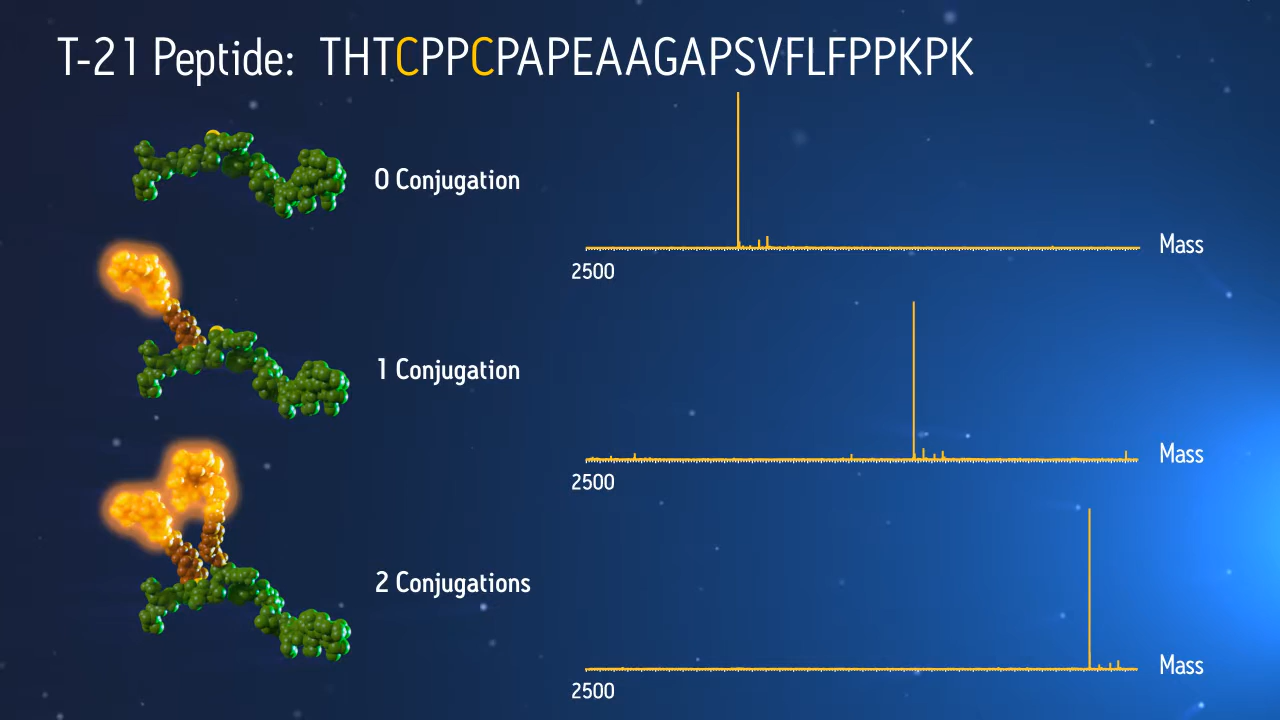 T-21 Peptide: THTCPPCPAPEAAGAPSVFLFPPKPK
0 Conjugation
Mass
2500
1 Conjugation
Mass
2500
2 Conjugations
Mass
2500